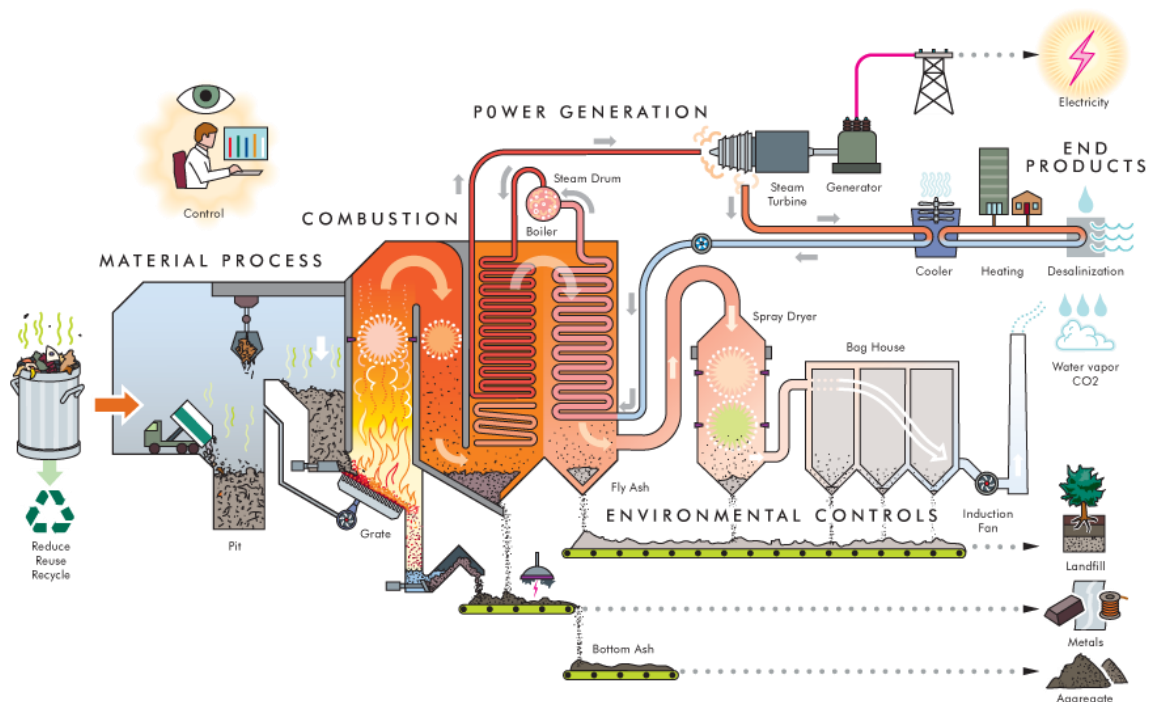 POWER GENERATION
Electricity
END
PRODUCTS
Steam Drum
Steam
Turbine
Generator
Control
COMBUSTION
Boiler
MATERIAL PROCESS
Cooler
Heating
Desalinization
Spray Dryer
Bag House
Water vapor
CO2
Fly Ash
ENVIRONMENTAL CONTROLS
Induction
Fan
Grate
Pit
Reduce
Reuse
Recycle
Landfill
Metals
Bottom Ash
Aggregate